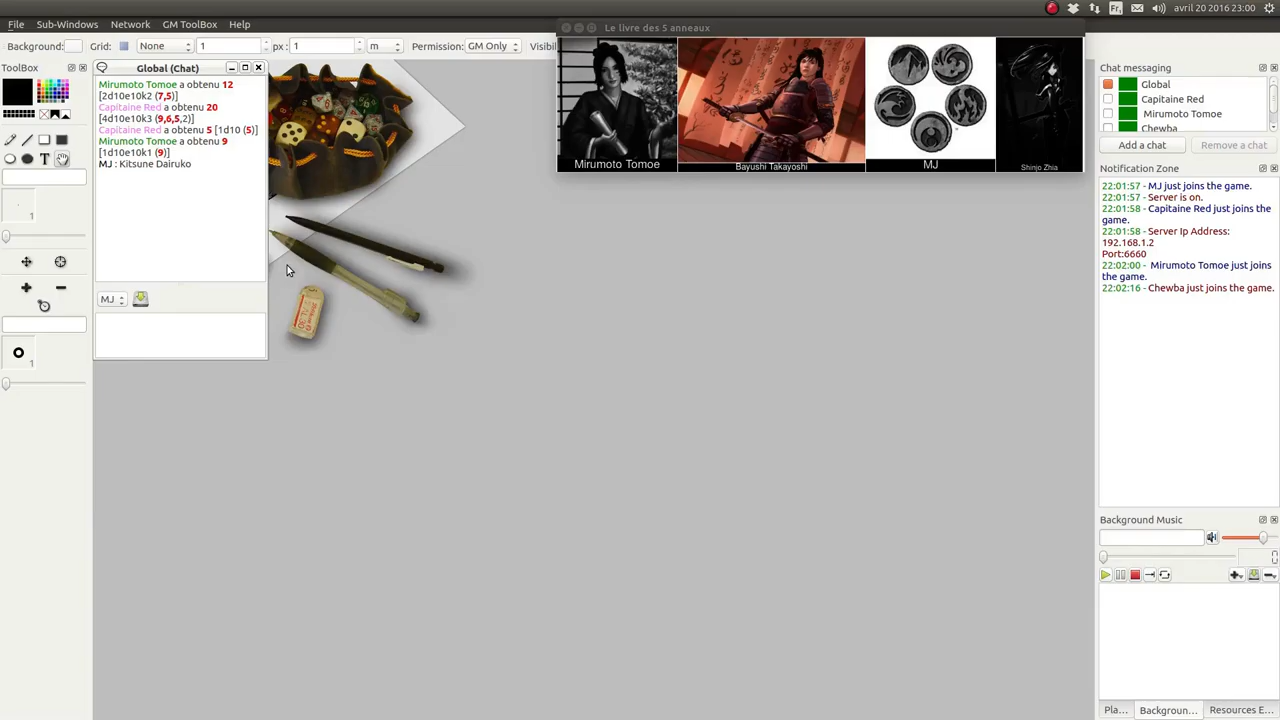 avril 20 2016 23:00
Fr
File Sub-Windows Network GM ToolBox Help
Le livre des 5 anneaux
Background: Grid: None 1 px : 1 m Permission: GM Only Visibil
ToolBox
Global (Chat)
Mirumoto Tomoe a obtenu 12
[2d10e10k2 (7,5)]
Capitaine Red a obtenu 20
[4d10e10k3 (9,6,5,2)]
Capitaine Red a obtenu 5 [1d10 (5)]
Mirumoto Tomoe a obtenu 9
[1d10e10k1 (9)]
MJ : Kitsune Dairuko
MJ
T
1
1
Mirumoto Tomoe
Bayushi Takayoshi
MJ
Shinjo Zhia
Chat messaging
Global
Capitaine Red
Mirumoto Tomoe
Chewba
Add a chat Remove a chat
Notification Zone
22:01:57 - MJ just joins the game.
22:01:57 - Server is on.
22:01:58 - Capitaine Red just joins the
game.
22:01:58 - Server Ip Address:
192.168.1.2
Port:6660
22:02:00 - Mirumoto Tomoe just joins
the game.
22:02:16 - Chewba just joins the game.
Background Music
0
Pla... Backgroun... Resources E...